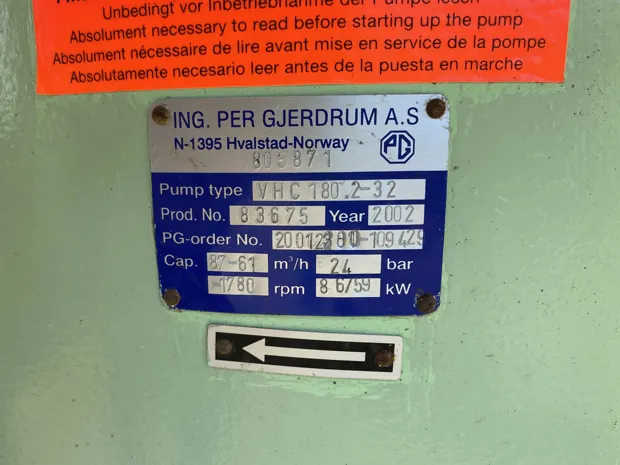 Unbedingt vor Inbetriebnahme der Pumpe lesen
Absolument necessary to read before starting up the pump
Absolument nécessaire de lire avant mise en service de la pompe
Absolutamente necesario leer antes de la puesta en marche
ING. PER GJERDRUM A.S
N-1395 Hvalstad-Norway
PG
805871
Pump type VHC 180.2-32
Prod. No. 83675 Year 2002
PG-order No. -109429
Cap. 87-61 m³/h 24 bar
1780 rpm 86/59 kW